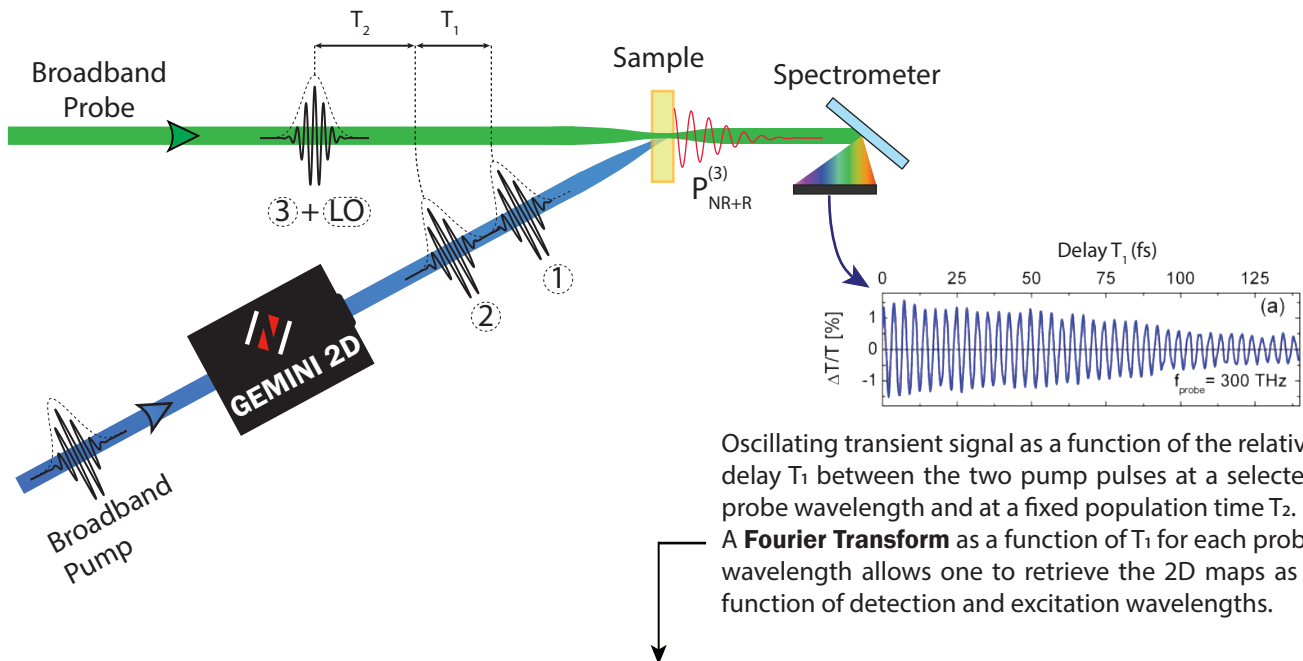 T₂
T₁
Broadband
Probe
Sample
Spectrometer
3 + LO
P(3)NR+R
1
2
GEMINI 2D
Broadband
Pump
Delay T₁ (fs)
0 25 50 75 100 125
ΔT/T [%]
1
0
-1
(a)
f_probe = 300 THz
Oscillating transient signal as a function of the relativ
delay T₁ between the two pump pulses at a selecte
probe wavelength and at a fixed population time T₂.
A Fourier Transform as a function of T₁ for each prob
wavelength allows one to retrieve the 2D maps as
function of detection and excitation wavelengths.